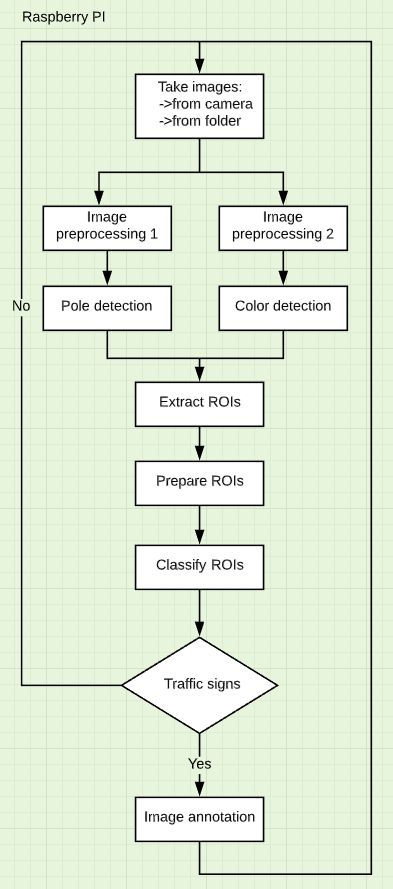 Raspberry PI
Take images:
->from camera
->from folder
Image
preprocessing 1
Image
preprocessing 2
No
Pole detection
Color detection
Extract ROIs
Prepare ROIs
Classify ROIs
Traffic signs
Yes
Image annotation